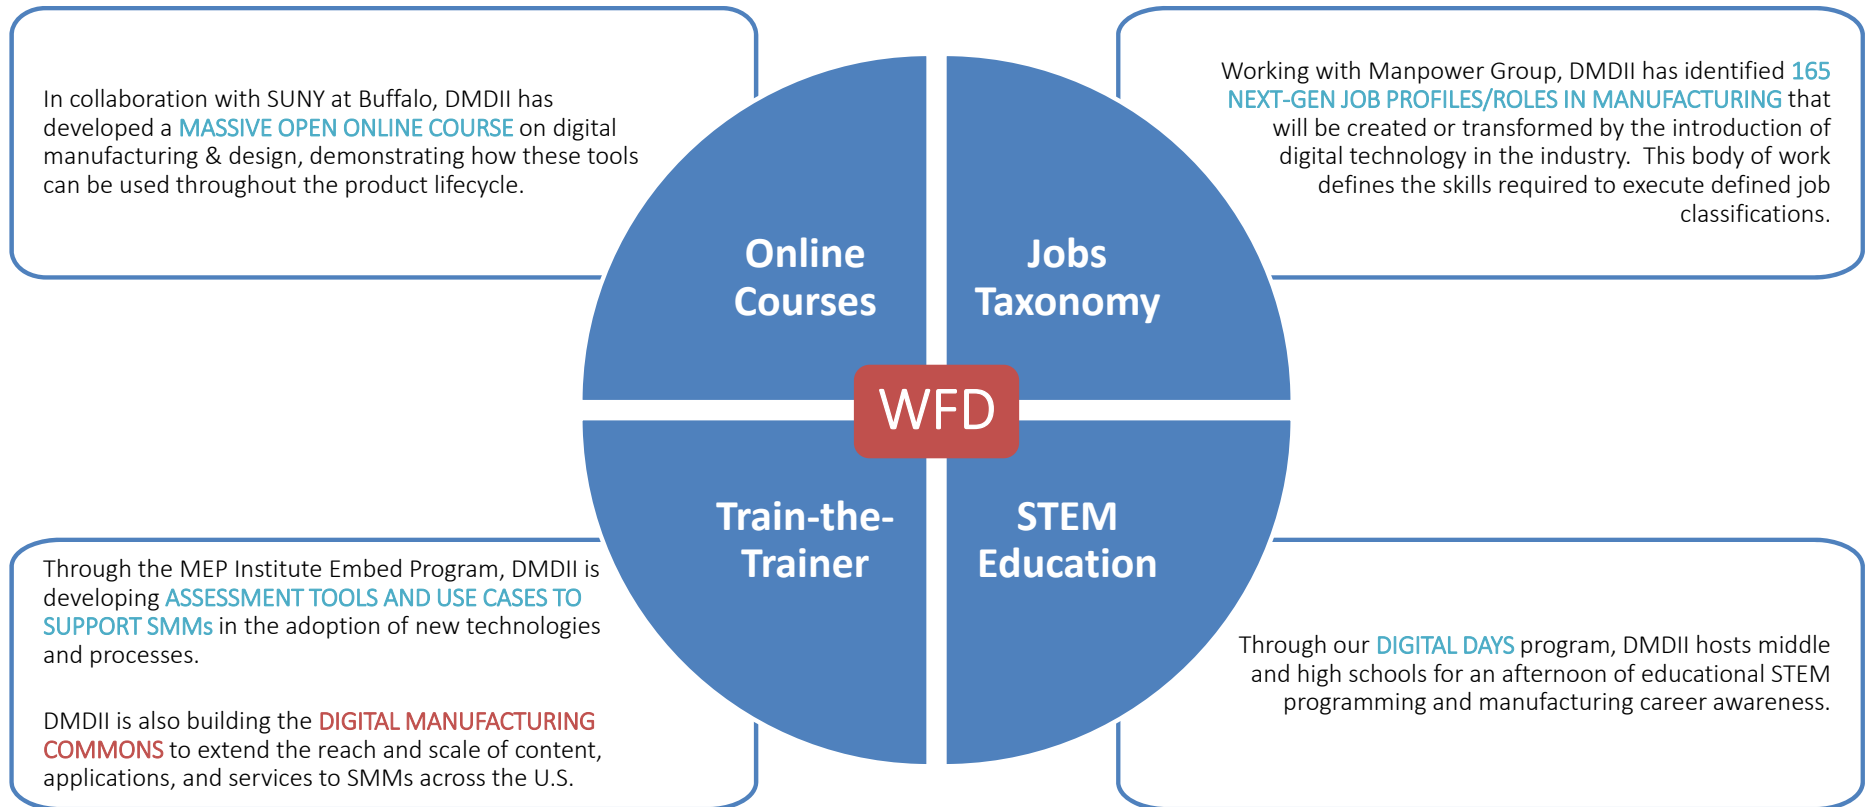 In collaboration with SUNY at Buffalo, DMDII has
developed a MASSIVE OPEN ONLINE COURSE on digital
manufacturing & design, demonstrating how these tools
can be used throughout the product lifecycle.
Working with Manpower Group, DMDII has identified 165
NEXT-GEN JOB PROFILES/ROLES IN MANUFACTURING that
will be created or transformed by the introduction of
digital technology in the industry.  This body of work
defines the skills required to execute defined job
classifications.
Online
Courses
Jobs
Taxonomy
WFD
Train-the-
Trainer
STEM
Education
Through the MEP Institute Embed Program, DMDII is
developing ASSESSMENT TOOLS AND USE CASES TO
SUPPORT SMMs in the adoption of new technologies
and processes.
DMDII is also building the DIGITAL MANUFACTURING
COMMONS to extend the reach and scale of content,
applications, and services to SMMs across the U.S.
Through our DIGITAL DAYS program, DMDII hosts middle
and high schools for an afternoon of educational STEM
programming and manufacturing career awareness.